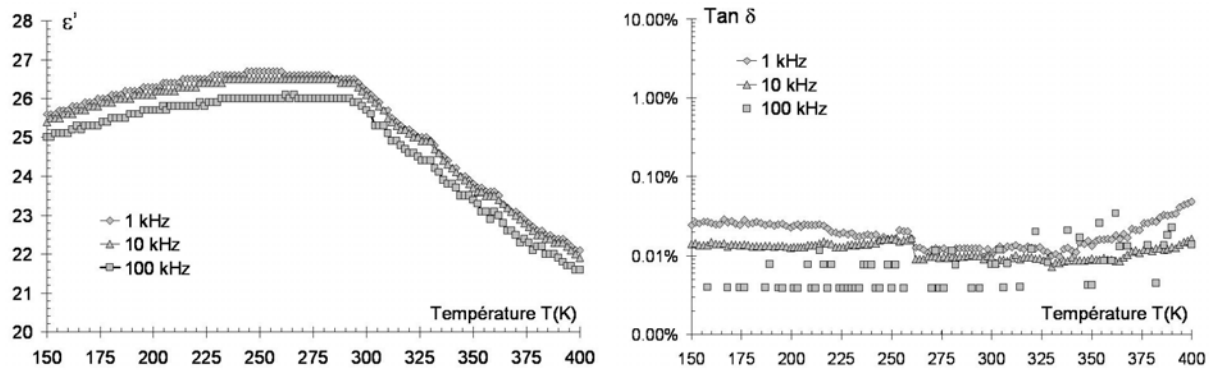 ε'
28
27
26
25
24
23
22
21
20
1 kHz
10 kHz
100 kHz
Température T(K)
150 175 200 225 250 275 300 325 350 375 400
Tan δ
10.00%
1.00%
0.10%
0.01%
0.00%
1 kHz
10 kHz
100 kHz
Température T(K)
150 175 200 225 250 275 300 325 350 375 400